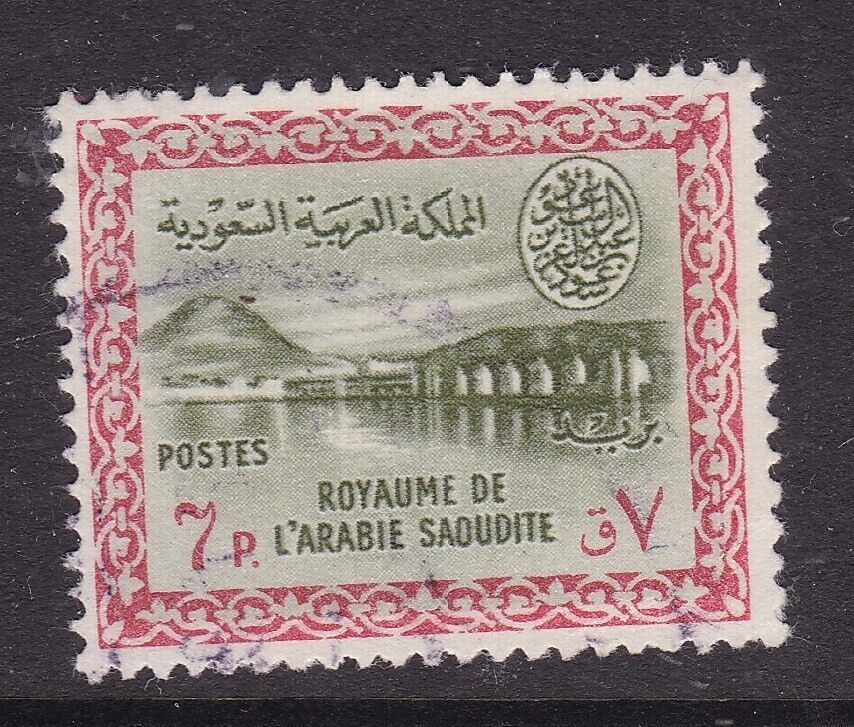 المملكة العربية السعودية
بريد
POSTES
ROYAUME DE
L'ARABIE SAOUDITE
7 P.
٧ ق